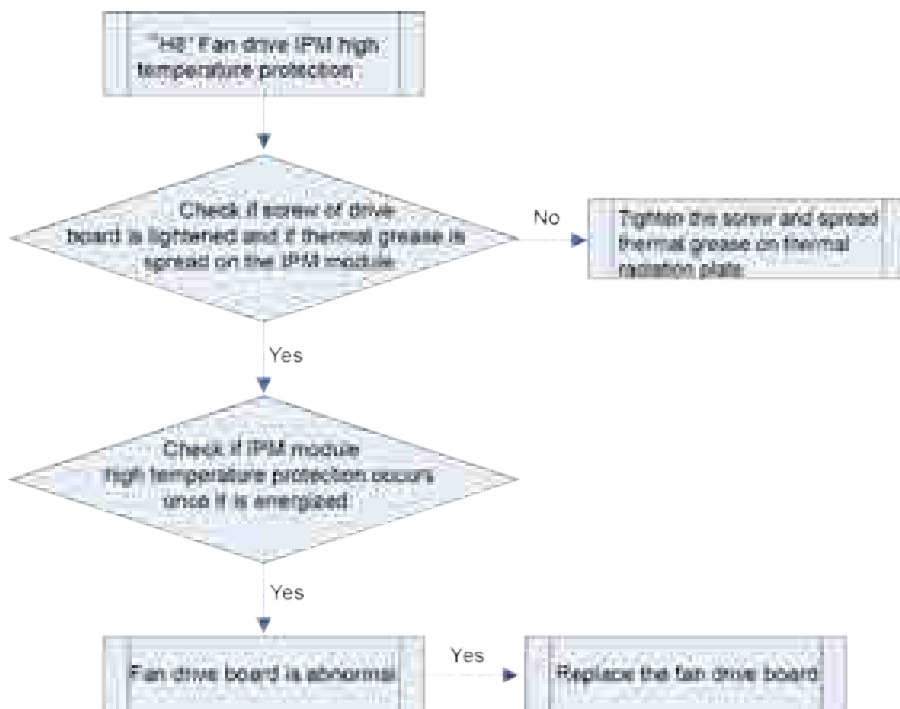 Fan drive IPM high
temperature protection
Check if screw of drive
board is tightened and if thermal grease is
spread on the IPM module
No
Tighten the screw and spread
thermal grease on thermal
radiation plate
Yes
Check if IPM module
high temperature protection occurs
once it is energized
Yes
Fan drive board is abnormal
Yes
Replace the fan drive board